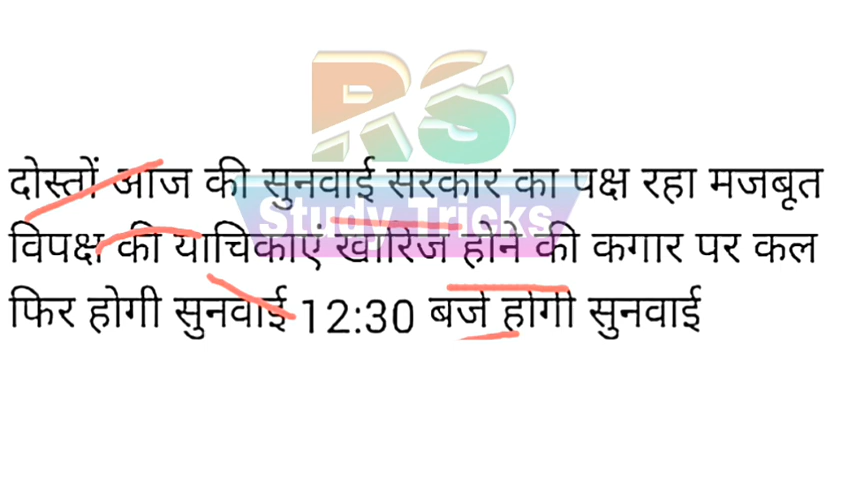 RS
दोस्तों आज की सुनवाई सरकार का पक्ष रहा मजबूत
Study Tricks
विपक्ष की याचिकाएं खारिज होने की कगार पर कल
फिर होगी सुनवाई 12:30 बजे होगी सुनवाई